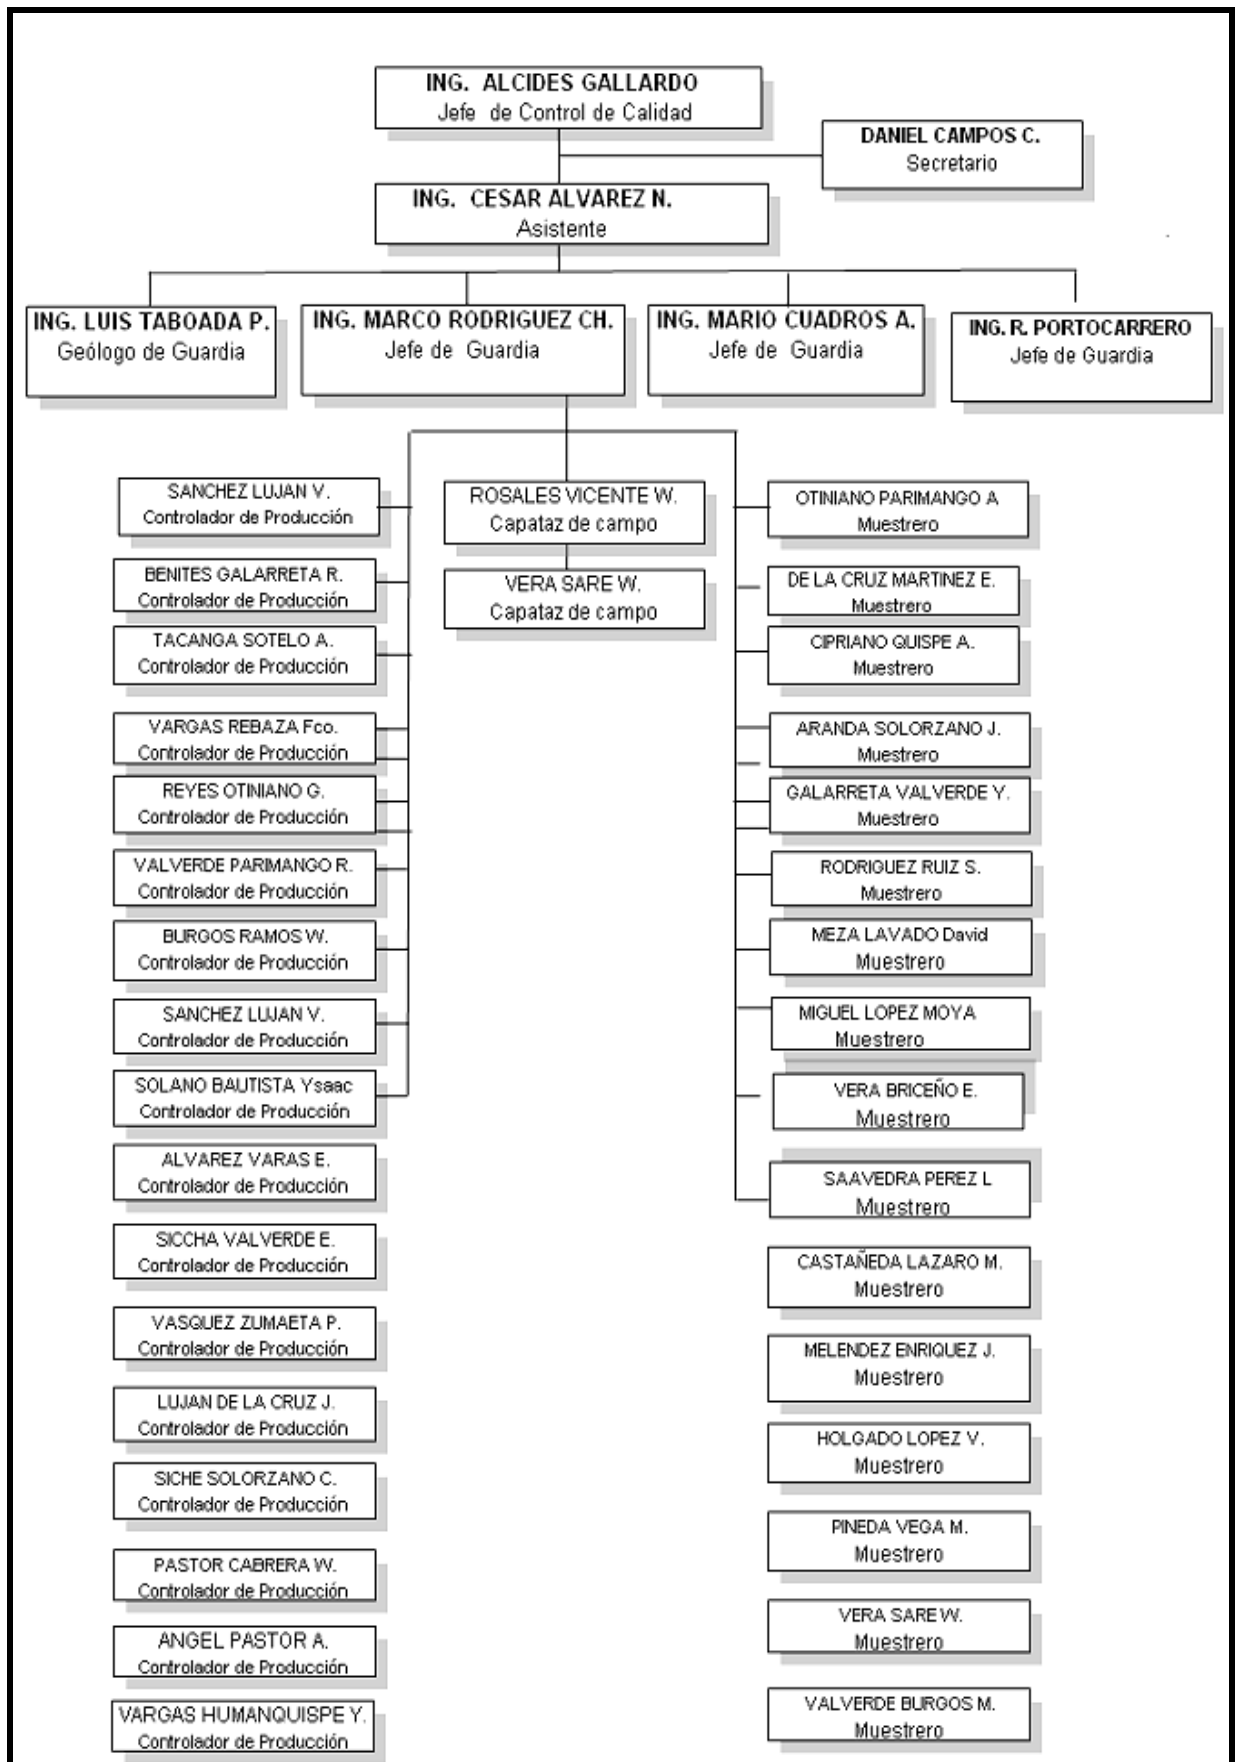 ING. ALCIDES GALLARDO
Jefe de Control de Calidad
DANIEL CAMPOS C.
Secretario
ING. CESAR ALVAREZ N.
Asistente
ING. LUIS TABOADA P.
Geólogo de Guardia
ING. MARCO RODRIGUEZ CH.
Jefe de Guardia
ING. MARIO CUADROS A.
Jefe de Guardia
ING. R. PORTOCARRERO
Jefe de Guardia
SANCHEZ LUJAN V.
Controlador de Producción
BENITES GALARRETA R.
Controlador de Producción
TACANGA SOTELO A.
Controlador de Producción
VARGAS REBAZA Fco.
Controlador de Producción
REYES OTINIANO G.
Controlador de Producción
VALVERDE PARIMANGO R.
Controlador de Producción
BURGOS RAMOS W.
Controlador de Producción
SANCHEZ LUJAN V.
Controlador de Producción
SOLANO BAUTISTA Ysaac
Controlador de Producción
ALVAREZ VARAS E.
Controlador de Producción
SICCHA VALVERDE E.
Controlador de Producción
VASQUEZ ZUMAETA P.
Controlador de Producción
LUJAN DE LA CRUZ J.
Controlador de Producción
SICHE SOLORZANO C.
Controlador de Producción
PASTOR CABRERA W.
Controlador de Producción
ANGEL PASTOR A.
Controlador de Producción
VARGAS HUMANQUISPE Y.
Controlador de Producción
ROSALES VICENTE W.
Capataz de campo
VERA SARE W.
Capataz de campo
OTINIANO PARIMANGO A
Muestrero
DE LA CRUZ MARTINEZ E.
Muestrero
CIPRIANO QUISPE A.
Muestrero
ARANDA SOLORZANO J.
Muestrero
GALARRETA VALVERDE Y.
Muestrero
RODRIGUEZ RUIZ S.
Muestrero
MEZA LAVADO David
Muestrero
MIGUEL LOPEZ MOYA
Muestrero
VERA BRICEÑO E.
Muestrero
SAAVEDRA PEREZ L
Muestrero
CASTAÑEDA LAZARO M.
Muestrero
MELENDEZ ENRIQUEZ J.
Muestrero
HOLGADO LOPEZ V.
Muestrero
PINEDA VEGA M.
Muestrero
VERA SARE W.
Muestrero
VALVERDE BURGOS M.
Muestrero